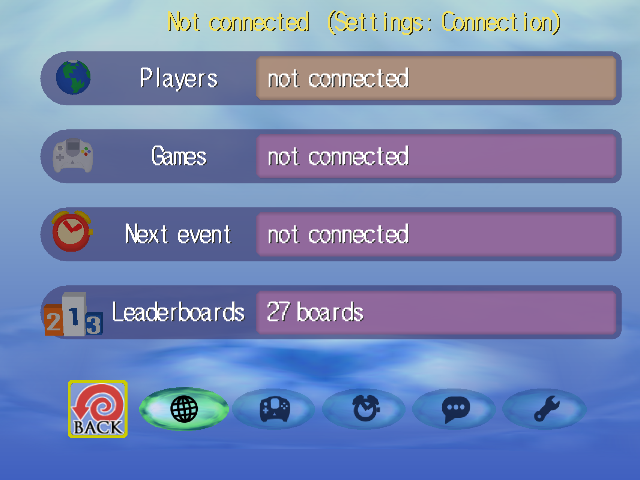 Not connected (Settings: Connection)
Players not connected
Games not connected
Next event not connected
2 1 3 Leaderboards 27 boards
BACK